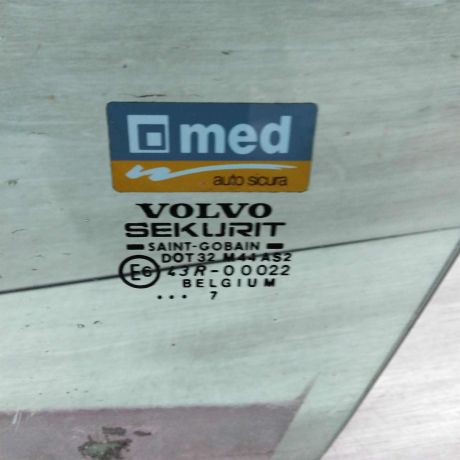 med
auto sicura
VOLVO
SEKURIT
SAINT-GOBAIN
DOT 32 M44 AS2
E6 43R-00022
BELGIUM
... 7